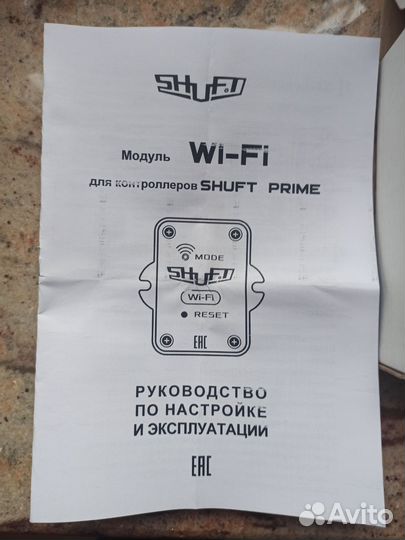 SHUFT
Модуль Wi-Fi
для контроллеров SHUFT PRIME
MODE
SHUFT
Wi-Fi
RESET
EAC
РУКОВОДСТВО
ПО НАСТРОЙКЕ
И ЭКСПЛУАТАЦИИ
EAC
Avito